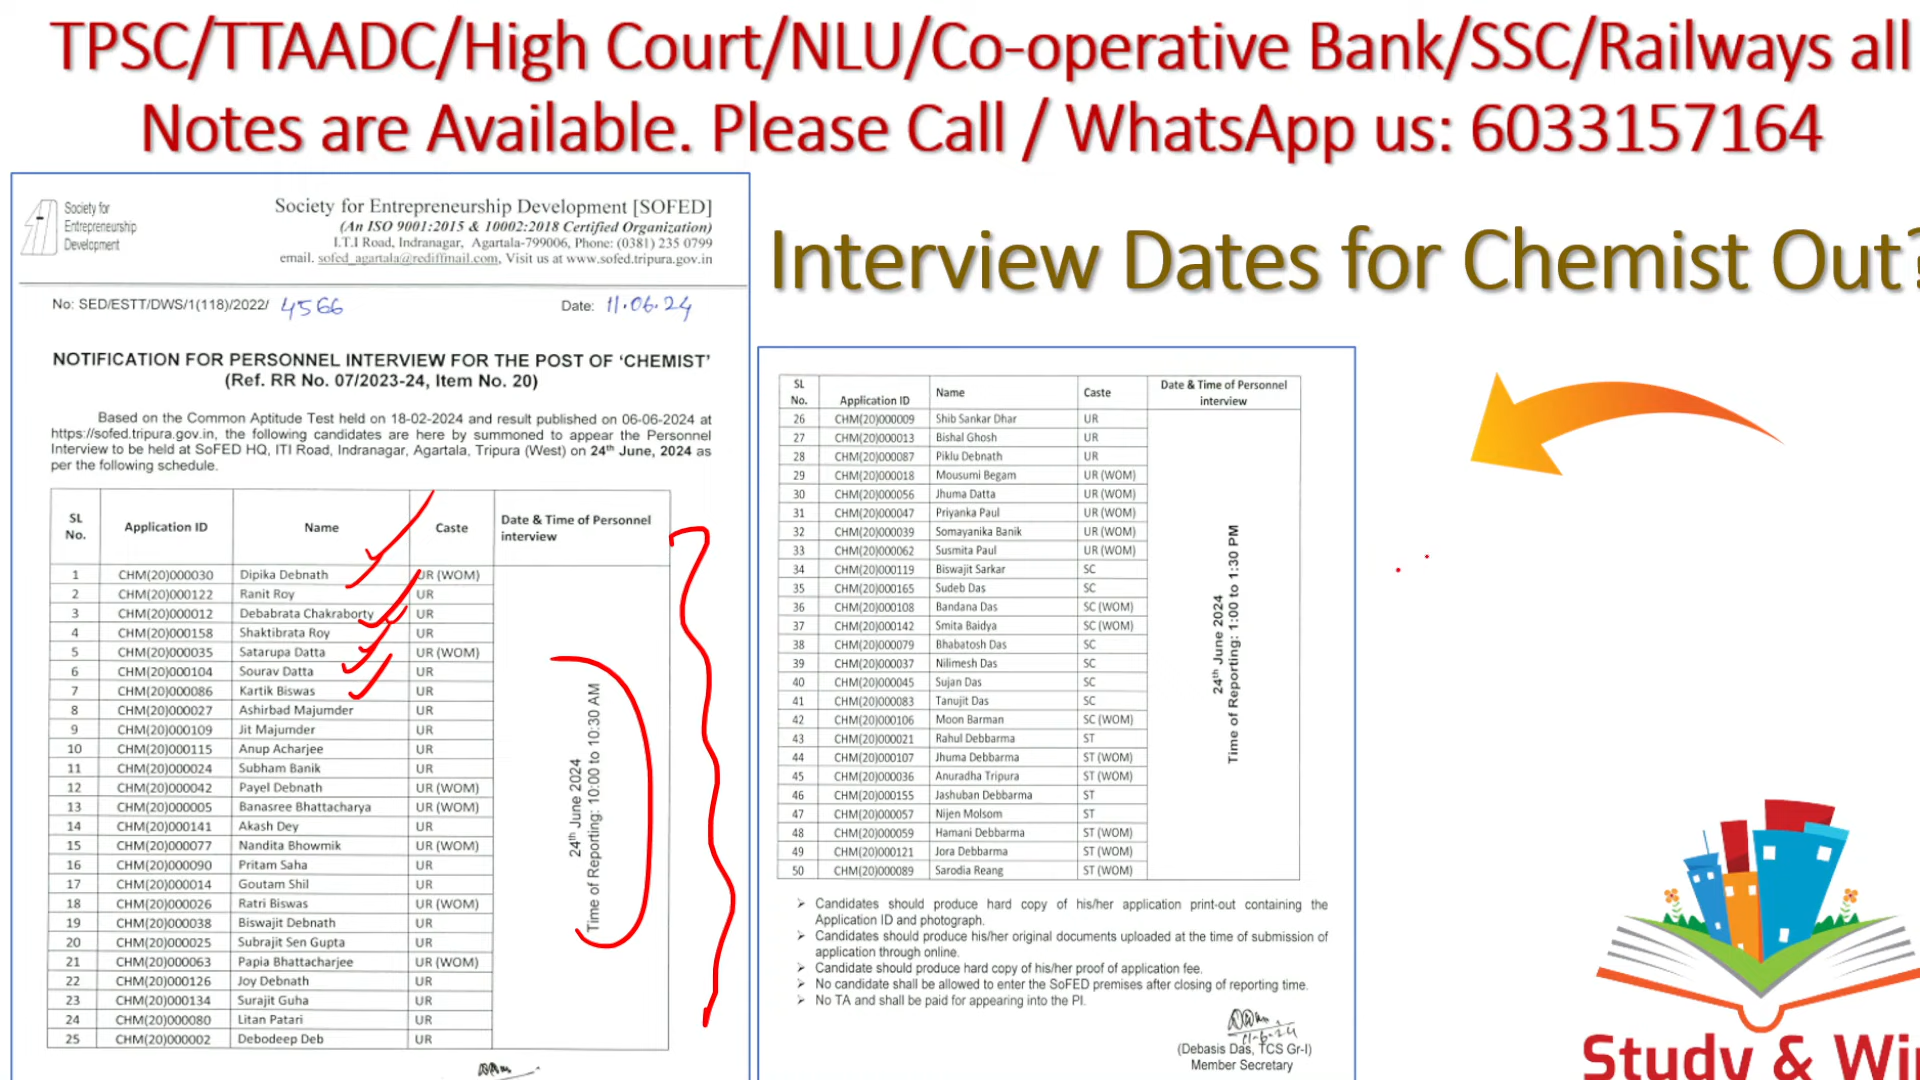 TPSC/TTAADC/High Court/NLU/Co-operative Bank/SSC/Railways all
Notes are Available. Please Call / WhatsApp us: 6033157164
Society for
Entrepreneurship
Development
Society for Entrepreneurship Development [SOFED]
(An ISO 9001:2015 & 10002:2018 Certified Organization)
I.T.I Road, Indranagar, Agartala-799006, Phone: (0381) 235 0799
email. sofed_agartala@rediffmail.com, Visit us at www.sofed.tripura.gov.in
No: SED/ESTT/DWS/1(118)/2022/ 4566 Date: 11.06.24
NOTIFICATION FOR PERSONNEL INTERVIEW FOR THE POST OF ‘CHEMIST’
(Ref. RR No. 07/2023-24, Item No. 20)
Based on the Common Aptitude Test held on 18-02-2024 and result published on 06-06-2024 at
https://sofed.tripura.gov.in, the following candidates are here by summoned to appear the Personnel
Interview to be held at SoFED HQ, ITI Road, Indranagar, Agartala, Tripura (West) on 24th June, 2024 as
per the following schedule.
SL No. Application ID Name Caste Date & Time of Personnel interview
1 CHM(20)000030 Dipika Debnath UR (WOM)
2 CHM(20)000122 Ranit Roy UR
3 CHM(20)000012 Debabrata Chakraborty UR
4 CHM(20)000158 Shaktibrata Roy UR
5 CHM(20)000035 Satarupa Datta UR (WOM)
6 CHM(20)000104 Sourav Datta UR
7 CHM(20)000086 Kartik Biswas UR
8 CHM(20)000027 Ashirbad Majumder UR
9 CHM(20)000109 Jit Majumder UR
10 CHM(20)000115 Anup Acharjee UR
11 CHM(20)000024 Subham Banik UR
12 CHM(20)000042 Payel Debnath UR (WOM)
13 CHM(20)000005 Banasree Bhattacharya UR (WOM)
14 CHM(20)000141 Akash Dey UR
15 CHM(20)000077 Nandita Bhowmik UR (WOM)
16 CHM(20)000090 Pritam Saha UR
17 CHM(20)000014 Goutam Shil UR
18 CHM(20)000026 Ratri Biswas UR (WOM)
19 CHM(20)000038 Biswajit Debnath UR
20 CHM(20)000025 Subrajit Sen Gupta UR
21 CHM(20)000063 Papia Bhattacharjee UR (WOM)
22 CHM(20)000126 Joy Debnath UR
23 CHM(20)000134 Surajit Guha UR
24 CHM(20)000080 Litan Patari UR
25 CHM(20)000002 Debodeep Deb UR
24th June 2024
Time of Reporting: 10:00 to 10:30 AM
Interview Dates for Chemist Out?
SL No. Application ID Name Caste Date & Time of Personnel interview
26 CHM(20)000009 Shib Sankar Dhar UR
27 CHM(20)000013 Bishal Ghosh UR
28 CHM(20)000087 Piklu Debnath UR
29 CHM(20)000018 Mousumi Begam UR (WOM)
30 CHM(20)000056 Jhuma Datta UR (WOM)
31 CHM(20)000047 Priyanka Paul UR (WOM)
32 CHM(20)000039 Somayanika Banik UR (WOM)
33 CHM(20)000062 Susmita Paul UR (WOM)
34 CHM(20)000119 Biswajit Sarkar SC
35 CHM(20)000165 Sudeb Das SC
36 CHM(20)000108 Bandana Das SC (WOM)
37 CHM(20)000142 Smita Baidya SC (WOM)
38 CHM(20)000079 Bhabatosh Das SC
39 CHM(20)000037 Nilimesh Das SC
40 CHM(20)000045 Sujan Das SC
41 CHM(20)000083 Tanujit Das SC
42 CHM(20)000106 Moon Barman SC (WOM)
43 CHM(20)000021 Rahul Debbarma ST
44 CHM(20)000107 Jhuma Debbarma ST (WOM)
45 CHM(20)000036 Anuradha Tripura ST (WOM)
46 CHM(20)000155 Jashuban Debbarma ST
47 CHM(20)000057 Nijen Molsom ST
48 CHM(20)000059 Hamani Debbarma ST (WOM)
49 CHM(20)000121 Jora Debbarma ST (WOM)
50 CHM(20)000089 Sarodia Reang ST (WOM)
24th June 2024
Time of Reporting: 1:00 to 1:30 PM
➢ Candidates should produce hard copy of his/her application print-out containing the
Application ID and photograph.
➢ Candidates should produce his/her original documents uploaded at the time of submission of
application through online.
➢ Candidate should produce hard copy of his/her proof of application fee.
➢ No candidate shall be allowed to enter the SoFED premises after closing of reporting time.
➢ No TA and shall be paid for appearing into the PI.
11-6-24
(Debasis Das, TCS Gr-I)
Member Secretary
Study & Wi